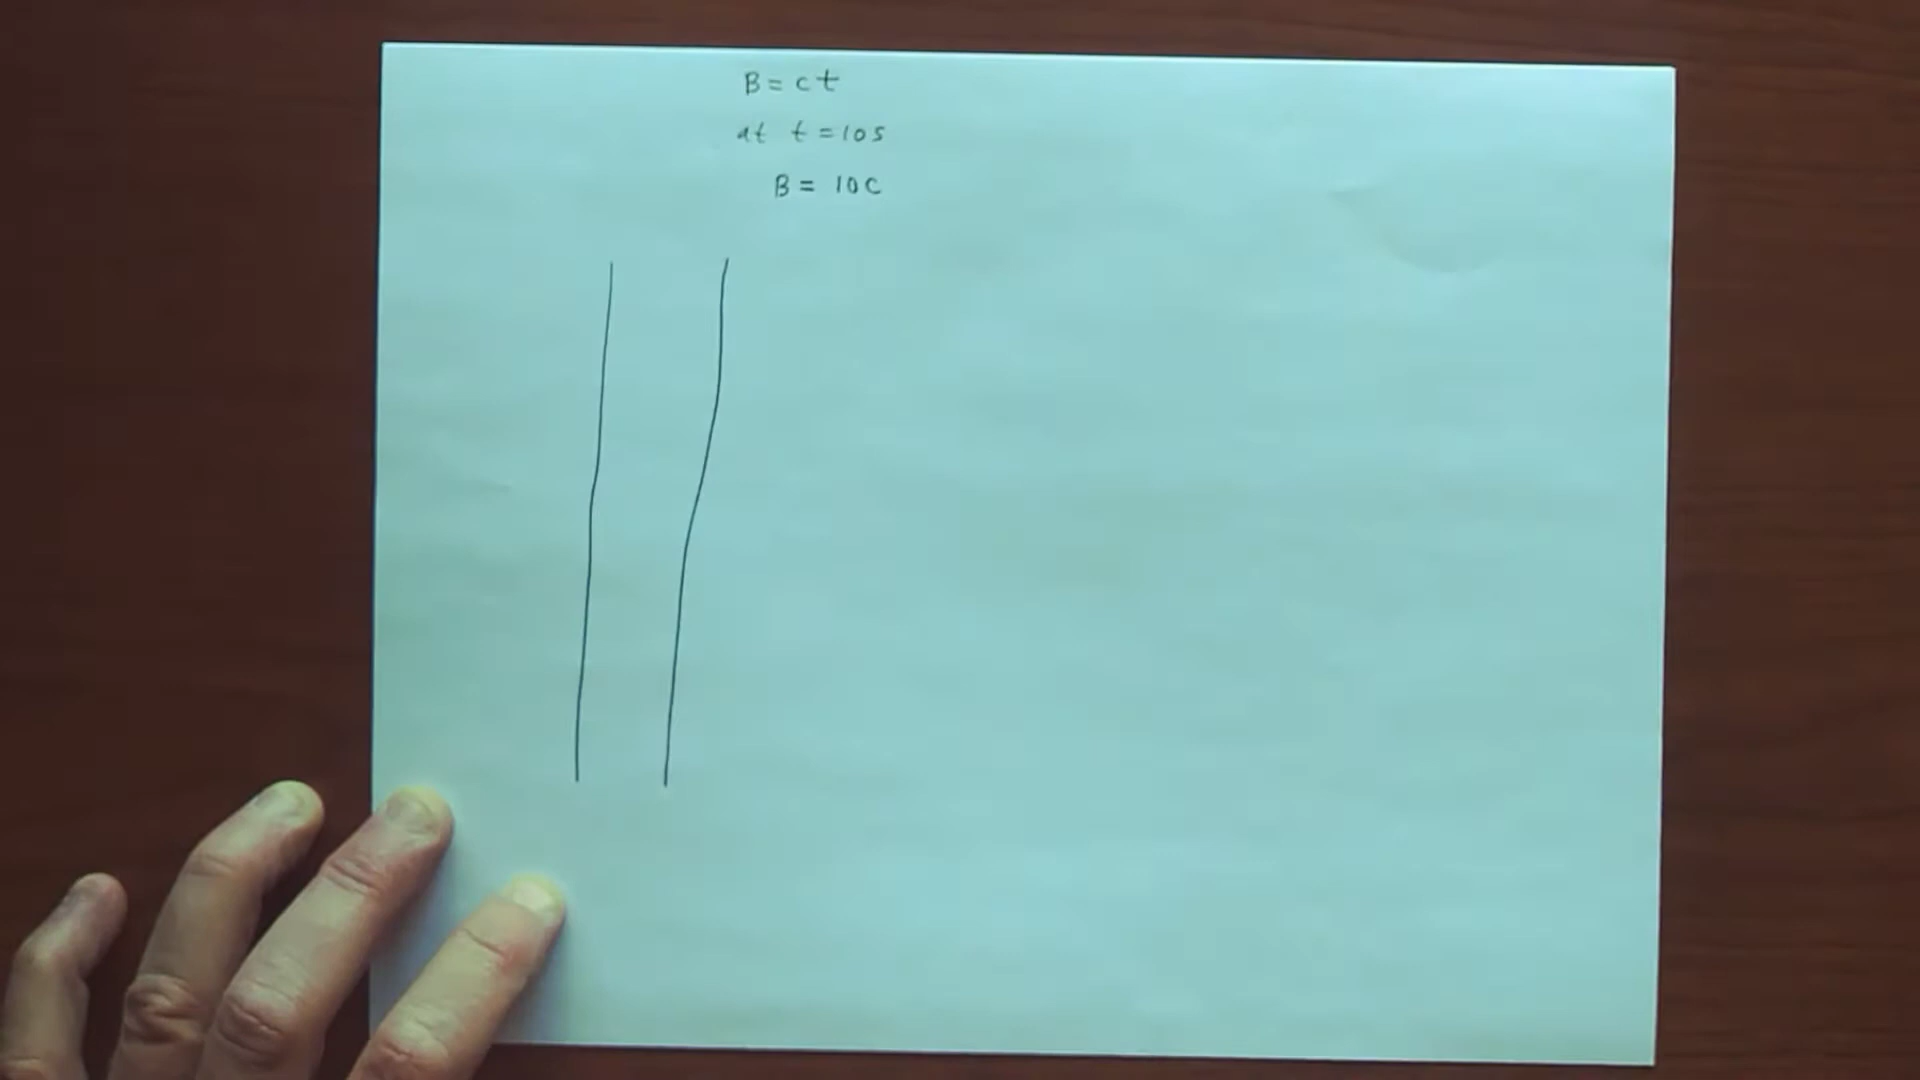 B = ct
at t = 10s
B = 10c